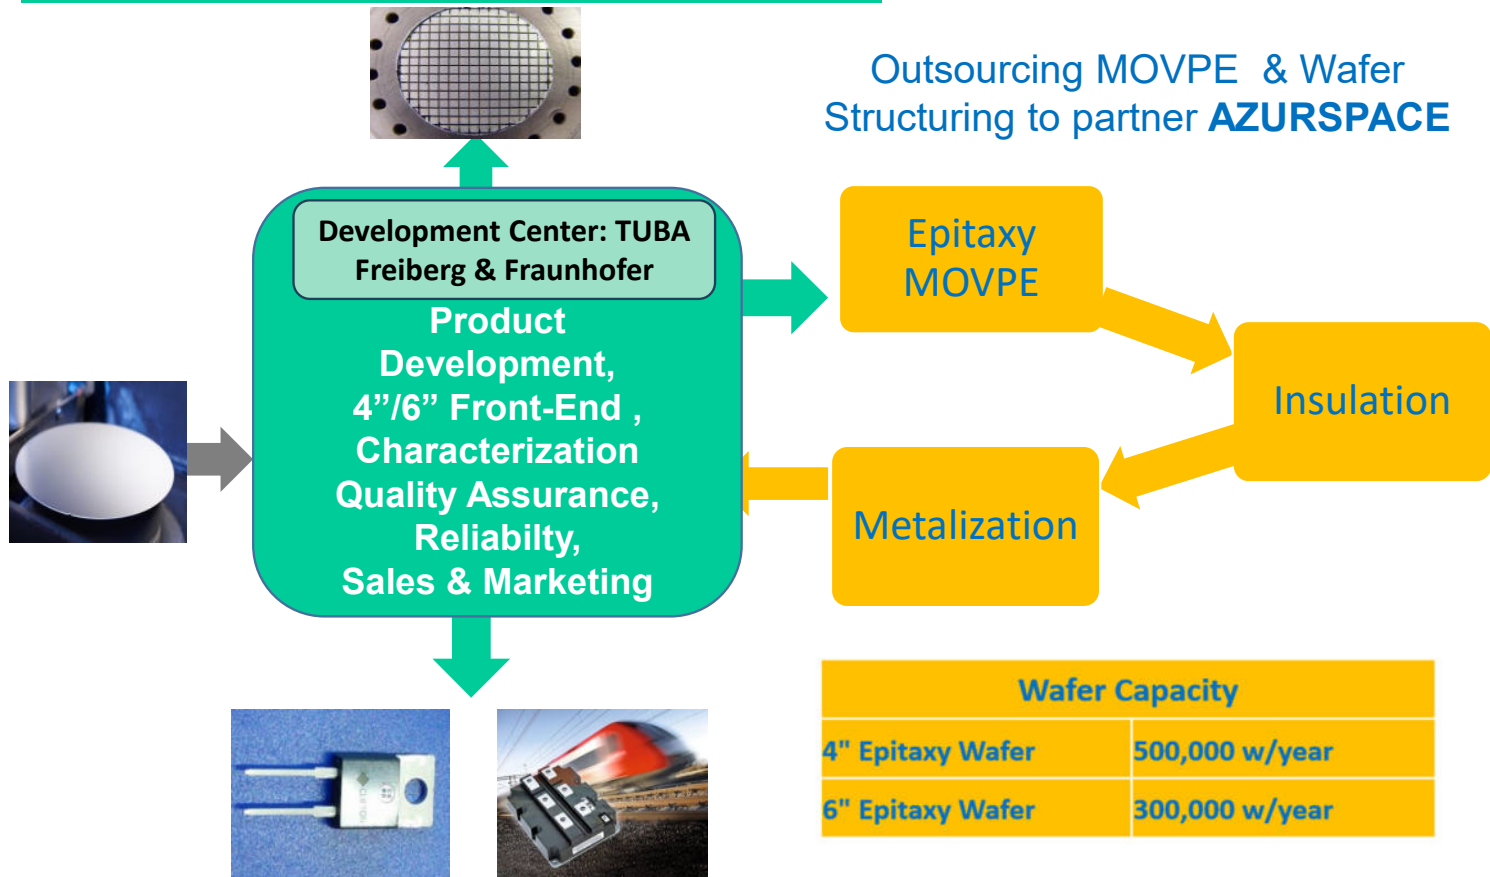 Outsourcing MOVPE & Wafer
Structuring to partner AZURSPACE
Development Center: TUBA
Freiberg & Fraunhofer
Product
Development,
4”/6” Front-End ,
Characterization
Quality Assurance,
Reliabilty,
Sales & Marketing
Epitaxy
MOVPE
Insulation
Metalization
Wafer Capacity
4" Epitaxy Wafer 500,000 w/year
6" Epitaxy Wafer 300,000 w/year